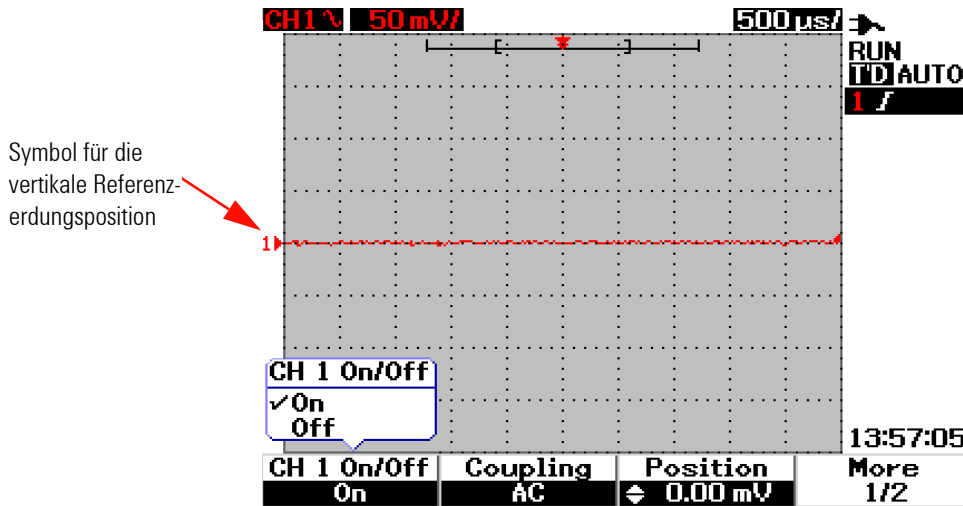 CH1 50 mV/ 500 µs/
RUN
T'D AUTO
1
Symbol für die
vertikale Referenz-
erdungsposition
1
CH 1 On/Off
On
Off
13:57:05
CH 1 On/Off Coupling Position More
On AC 0.00 mV 1/2